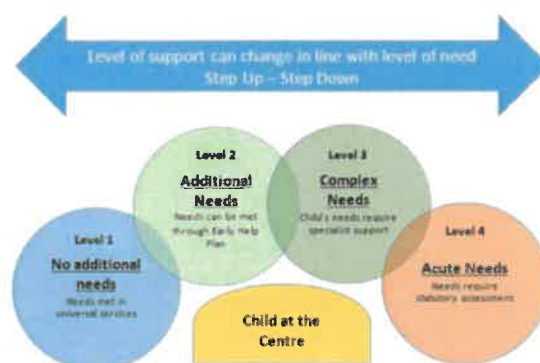 Level of support can change in line with level of need
Step Up – Step Down
Level 1
No additional
needs
Needs met in
universal services
Level 2
Additional
Needs
Needs can be met
through Early Help
Plan
Level 3
Complex
Needs
Child's needs require
specialist support
Level 4
Acute Needs
Needs require
statutory assessment
Child at the
Centre